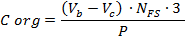 C org = (V_b − V_c) · N_FS · 3 / P